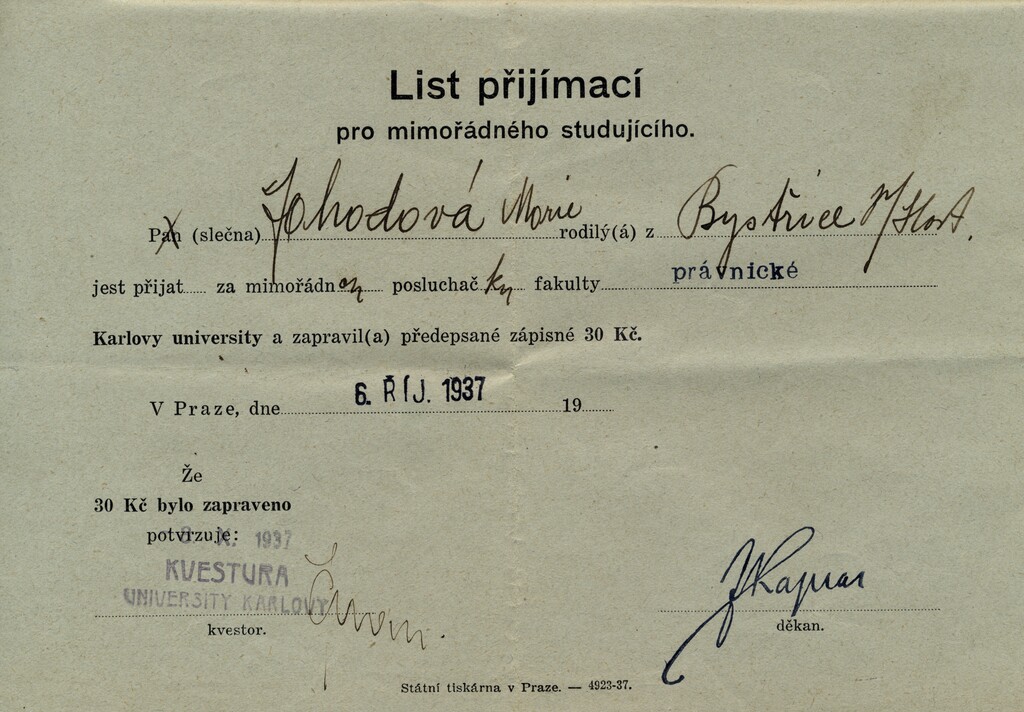 List přijímací
pro mimořádného studujícího.
Pan (slečna) Jahodová Marie rodilý(á) z Bystřice p/Host.
jest přijat...... za mimořádnou posluchačku fakulty právnické
Karlovy university a zapravil(a) předepsané zápisné 30 Kč.
V Praze, dne 6. ŘÍJ. 1937 19
Že
30 Kč bylo zapraveno
potvrzuje:
X. 1937
KVESTURA
UNIVERSITY KARLOVY
kvestor.
JKapras
děkan.
Státní tiskárna v Praze. — 4923-37.